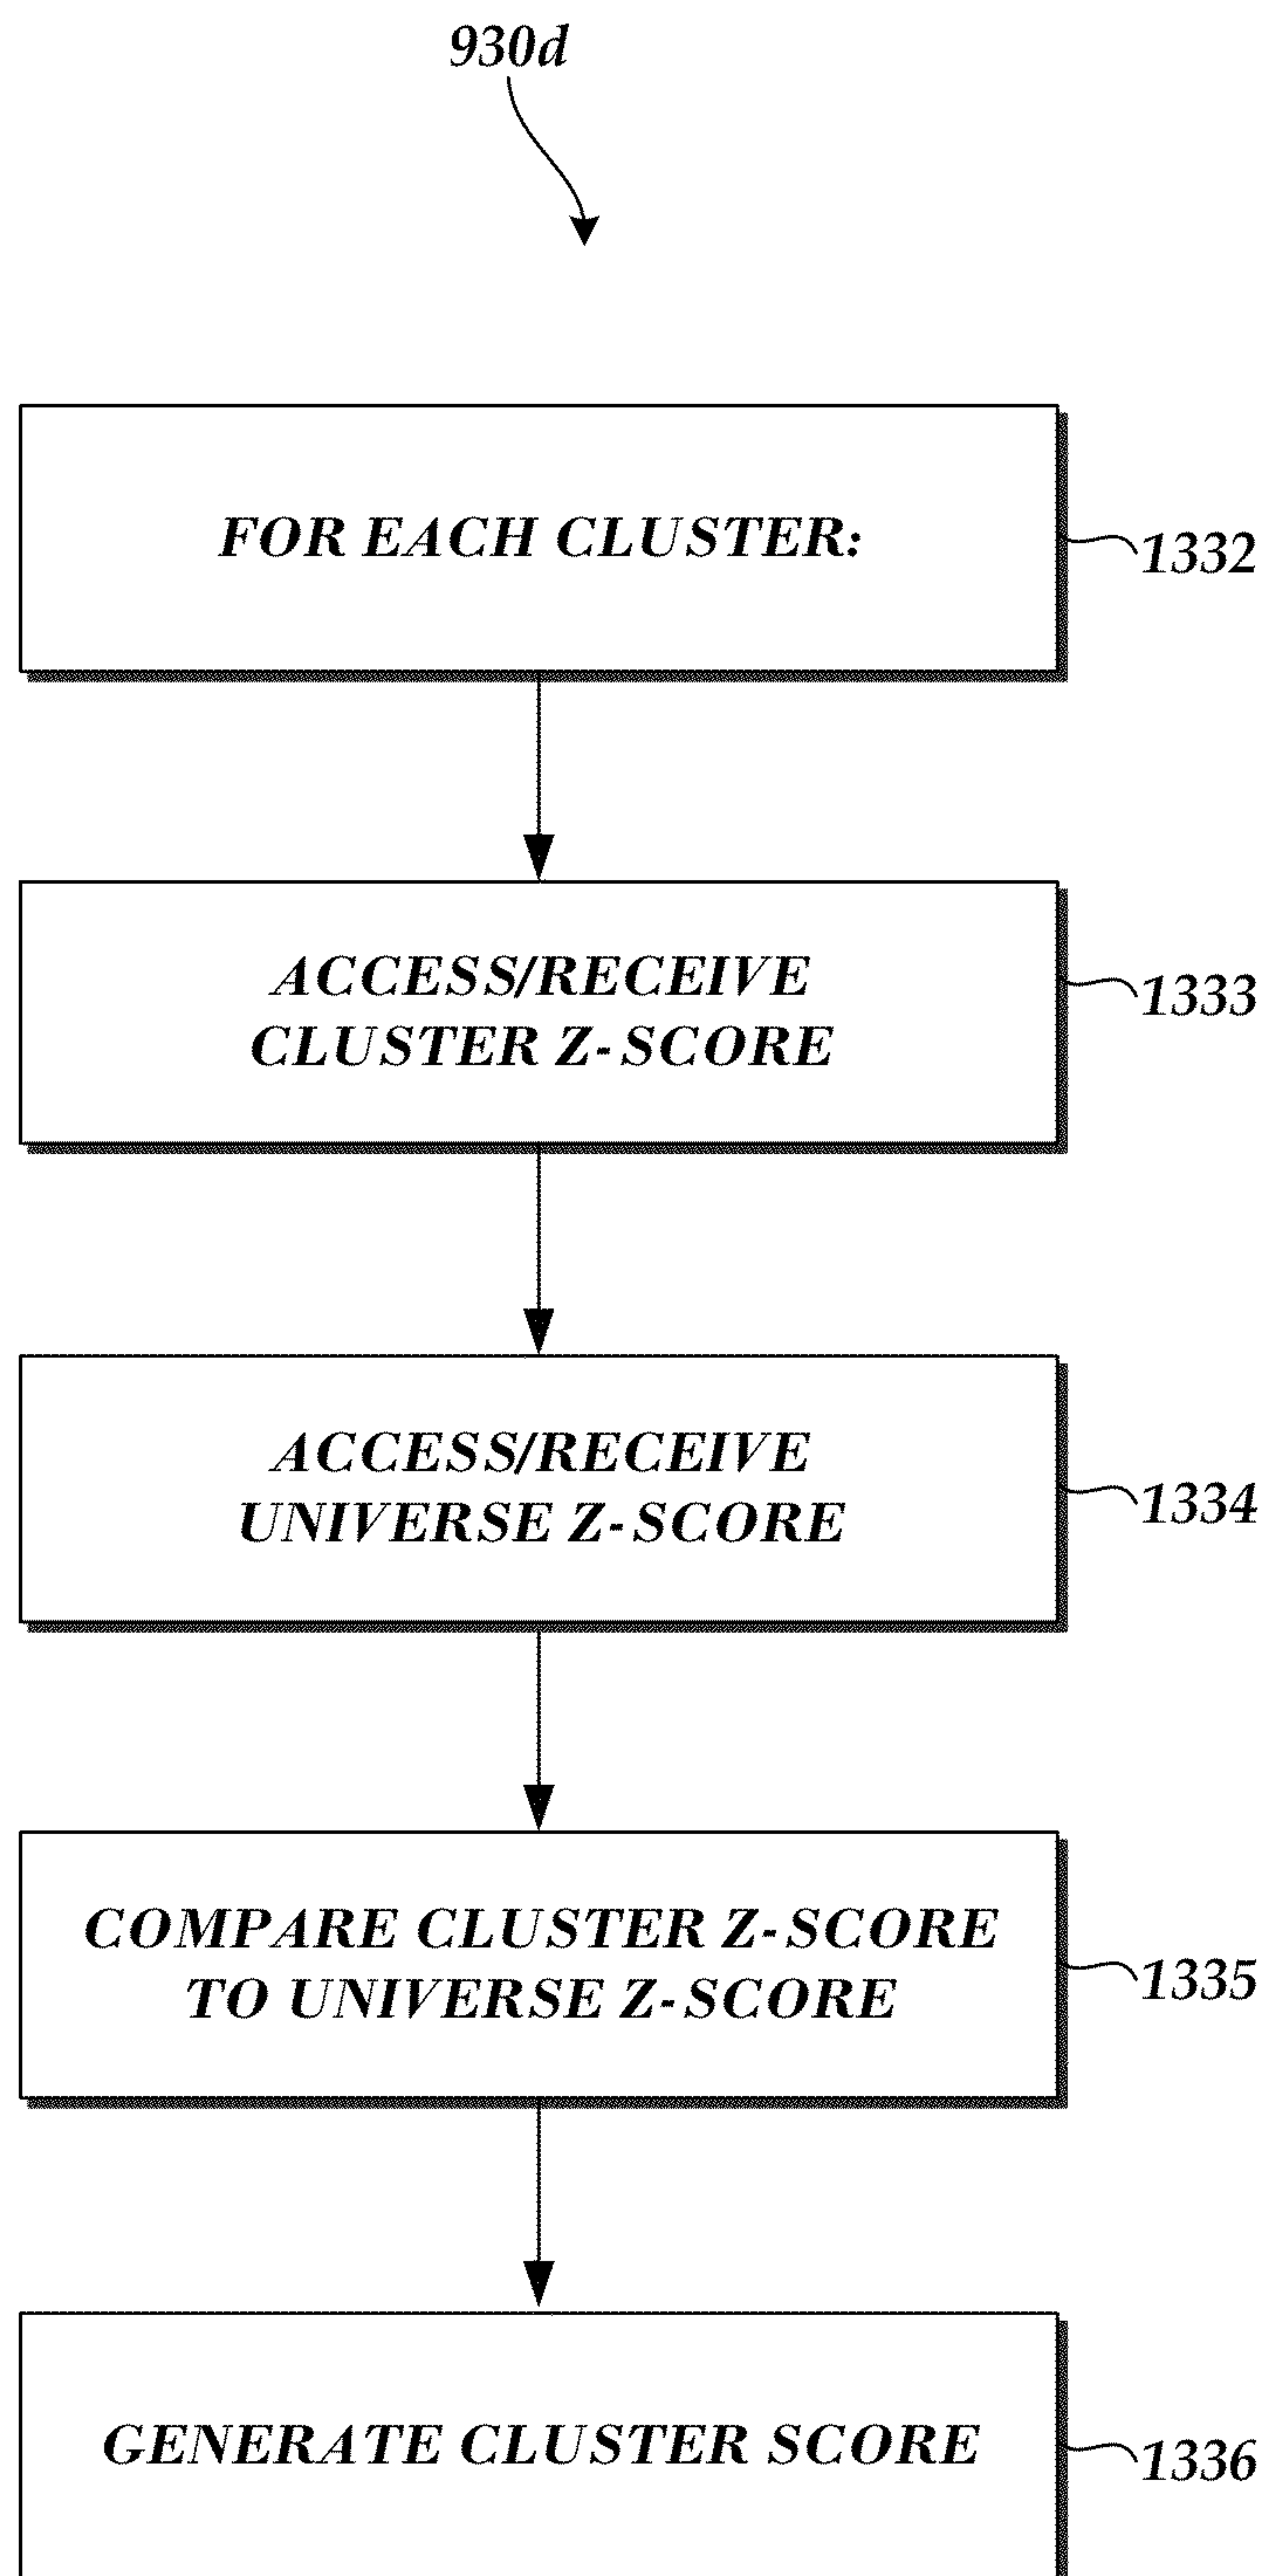 930d
FOR EACH CLUSTER:
1332
ACCESS/RECEIVE
CLUSTER Z-SCORE
1333
ACCESS/RECEIVE
UNIVERSE Z-SCORE
1334
COMPARE CLUSTER Z-SCORE
TO UNIVERSE Z-SCORE
1335
GENERATE CLUSTER SCORE
1336